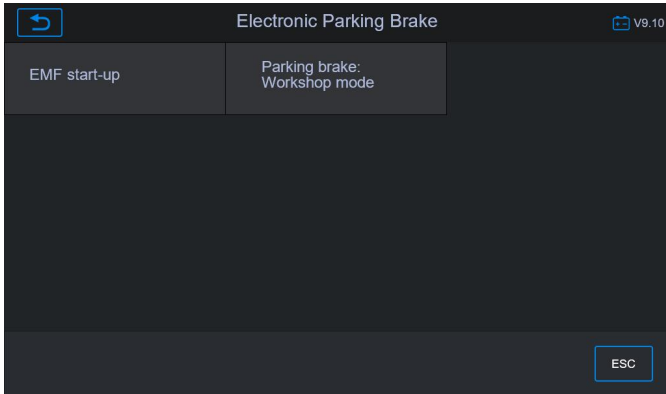 Electronic Parking Brake
V9.10
EMF start-up
Parking brake:
Workshop mode
ESC